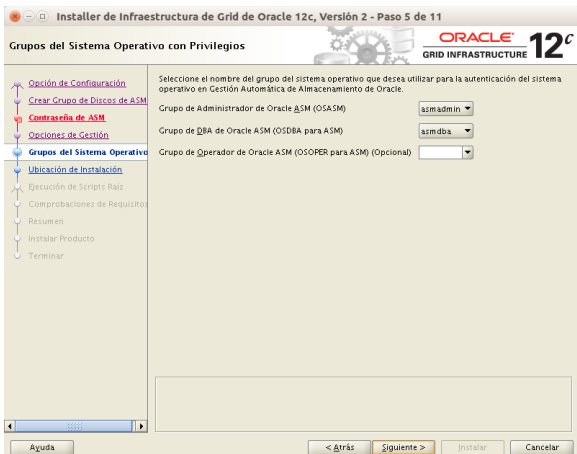 Installer de Infraestructura de Grid de Oracle 12c, Versión 2 - Paso 5 de 11
Grupos del Sistema Operativo con Privilegios
ORACLE
GRID INFRASTRUCTURE
12c
Opción de Configuración
Crear Grupo de Discos de ASM
Contraseña de ASM
Opciones de Gestión
Grupos del Sistema Operativo
Ubicación de Instalación
Ejecución de Scripts Raíz
Comprobaciones de Requisitos
Resumen
Instalar Producto
Terminar
Seleccione el nombre del grupo del sistema operativo que desea utilizar para la autenticación del sistema
operativo en Gestión Automática de Almacenamiento de Oracle.
Grupo de Administrador de Oracle ASM (OSASM)
asmadmin
Grupo de DBA de Oracle ASM (OSDBA para ASM)
asmdba
Grupo de Operador de Oracle ASM (OSOPER para ASM) (Opcional)
Ayuda
< Atrás
Siguiente >
Instalar
Cancelar